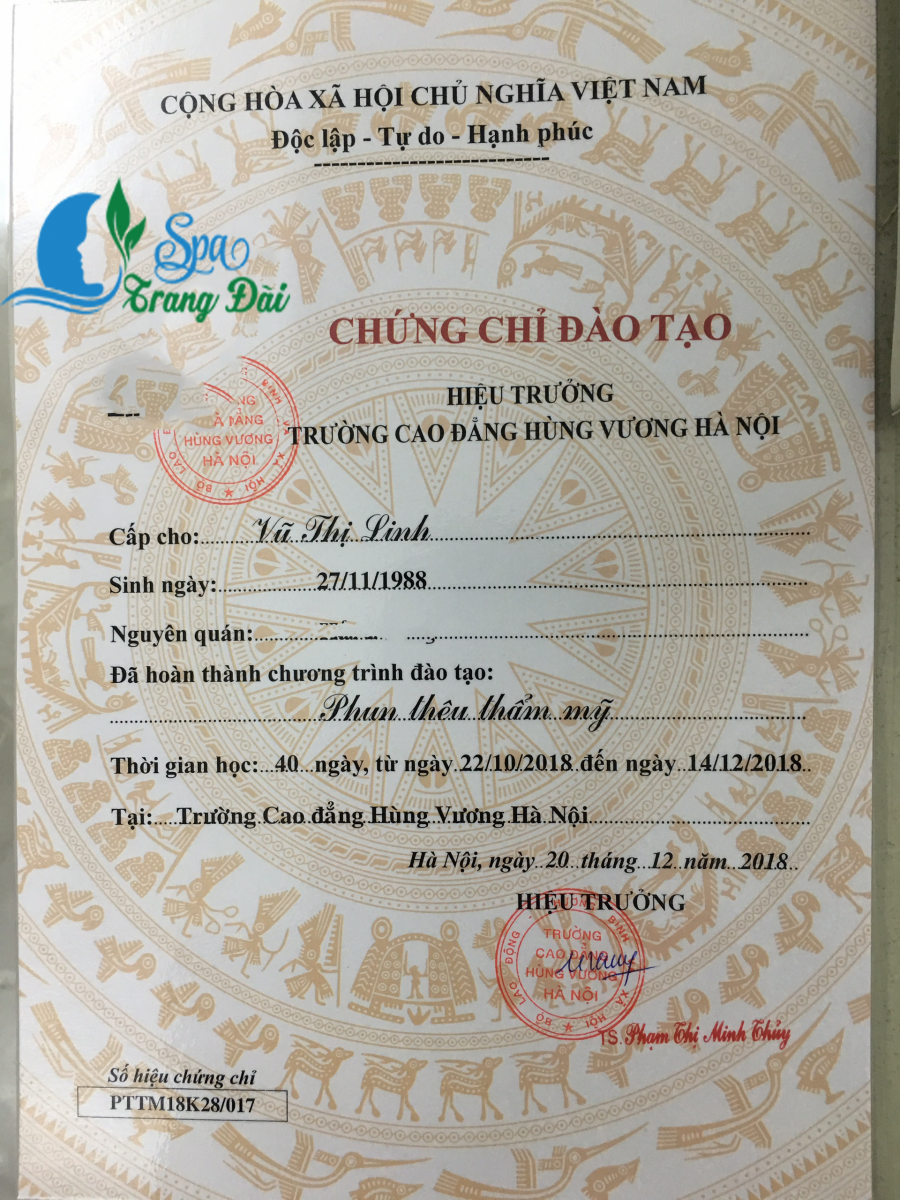 CỘNG HÒA XÃ HỘI CHỦ NGHĨA VIỆT NAM
Độc lập - Tự do - Hạnh phúc
Spa
Trang Đài
CHỨNG CHỈ ĐÀO TẠO
HIỆU TRƯỞNG
TRƯỜNG CAO ĐẲNG HÙNG VƯƠNG HÀ NỘI
HÙNG VƯƠNG
HÀ NỘI
Cấp cho: Vũ Thị Linh
Sinh ngày: 27/11/1988
Nguyên quán:
Đã hoàn thành chương trình đào tạo:
Phun thêu thẩm mỹ
Thời gian học: 40 ngày, từ ngày 22/10/2018 đến ngày 14/12/2018
Tại: Trường Cao đẳng Hùng Vương Hà Nội
Hà Nội, ngày 20 tháng 12 năm 2018
HIỆU TRƯỞNG
TRƯỜNG
CAO ĐẲNG
HÙNG VƯƠNG
HÀ NỘI
TS. Phạm Thị Minh Thủy
Số hiệu chứng chỉ
PTTM18K28/017